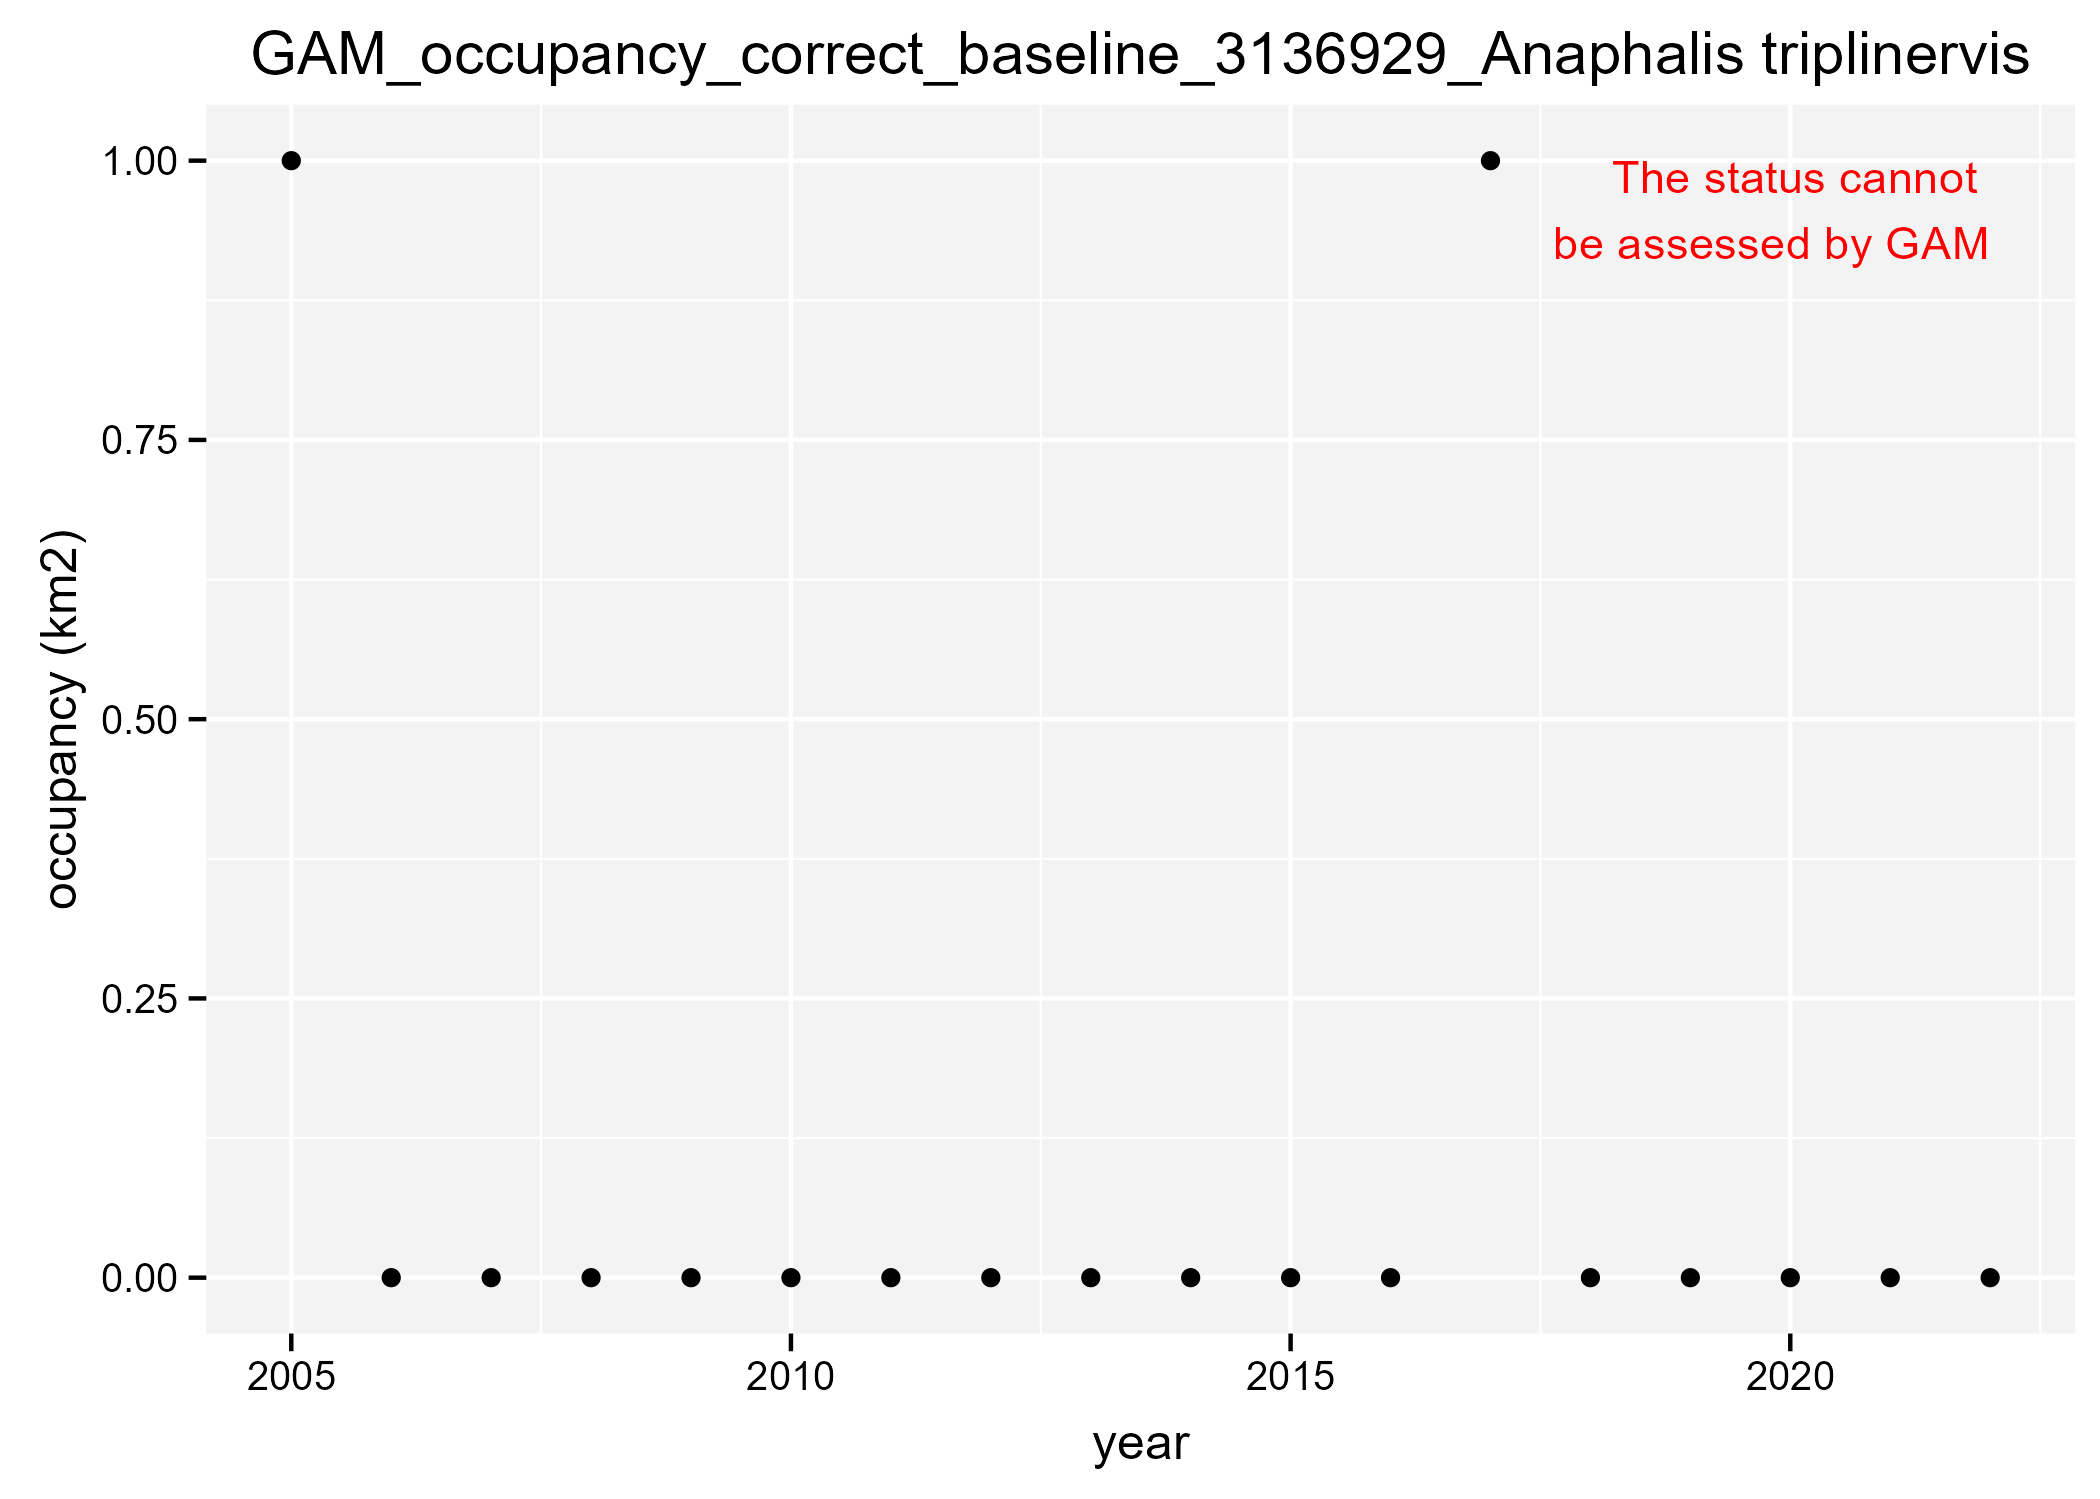 GAM_occupancy_correct_baseline_3136929_Anaphalis triplinervis
1.00
The status cannot
be assessed by GAM
0.75
occupancy (km2)
0.50
0.25
0.00
2005
2010
2015
2020
year